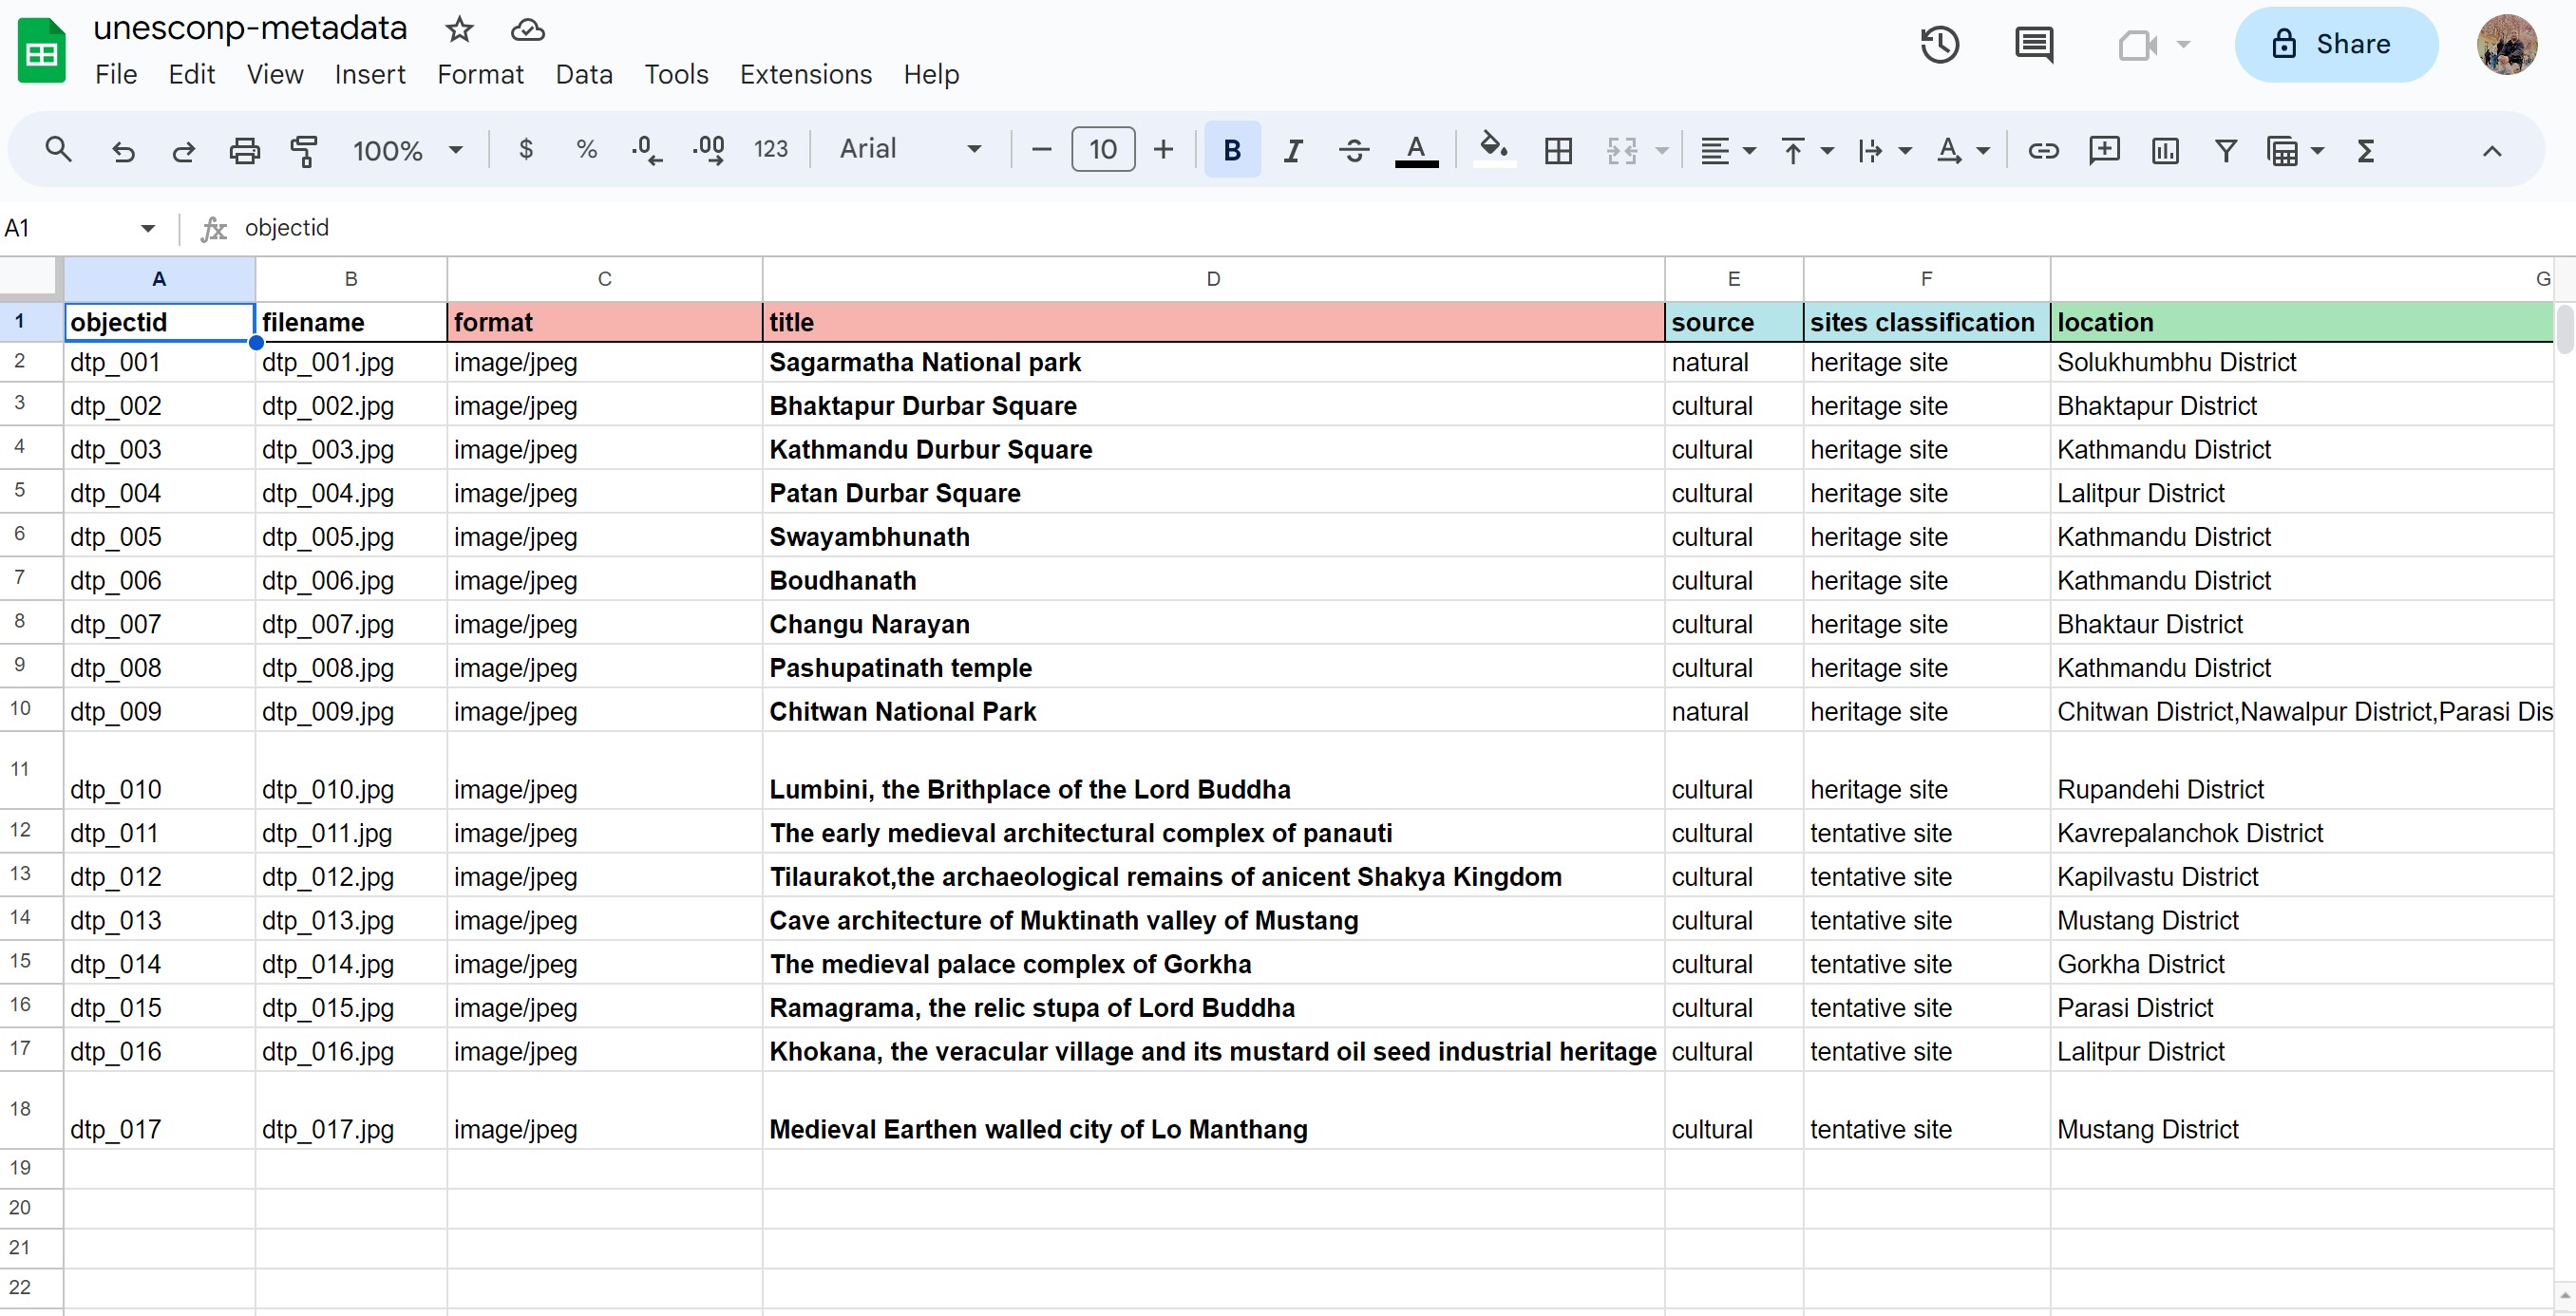 unesconp-metadata
File Edit View Insert Format Data Tools Extensions Help
Share
100% $ % .0 .00 123 Arial 10 B I A A Σ
A1 fx objectid
A B C D E F G
1 objectid filename format title source sites classification location
2 dtp_001 dtp_001.jpg image/jpeg Sagarmatha National park natural heritage site Solukhumbhu District
3 dtp_002 dtp_002.jpg image/jpeg Bhaktapur Durbar Square cultural heritage site Bhaktapur District
4 dtp_003 dtp_003.jpg image/jpeg Kathmandu Durbur Square cultural heritage site Kathmandu District
5 dtp_004 dtp_004.jpg image/jpeg Patan Durbar Square cultural heritage site Lalitpur District
6 dtp_005 dtp_005.jpg image/jpeg Swayambhunath cultural heritage site Kathmandu District
7 dtp_006 dtp_006.jpg image/jpeg Boudhanath cultural heritage site Kathmandu District
8 dtp_007 dtp_007.jpg image/jpeg Changu Narayan cultural heritage site Bhaktaur District
9 dtp_008 dtp_008.jpg image/jpeg Pashupatinath temple cultural heritage site Kathmandu District
10 dtp_009 dtp_009.jpg image/jpeg Chitwan National Park natural heritage site Chitwan District,Nawalpur District,Parasi Dis
11 dtp_010 dtp_010.jpg image/jpeg Lumbini, the Brithplace of the Lord Buddha cultural heritage site Rupandehi District
12 dtp_011 dtp_011.jpg image/jpeg The early medieval architectural complex of panauti cultural tentative site Kavrepalanchok District
13 dtp_012 dtp_012.jpg image/jpeg Tilaurakot,the archaeological remains of anicent Shakya Kingdom cultural tentative site Kapilvastu District
14 dtp_013 dtp_013.jpg image/jpeg Cave architecture of Muktinath valley of Mustang cultural tentative site Mustang District
15 dtp_014 dtp_014.jpg image/jpeg The medieval palace complex of Gorkha cultural tentative site Gorkha District
16 dtp_015 dtp_015.jpg image/jpeg Ramagrama, the relic stupa of Lord Buddha cultural tentative site Parasi District
17 dtp_016 dtp_016.jpg image/jpeg Khokana, the veracular village and its mustard oil seed industrial heritage cultural tentative site Lalitpur District
18 dtp_017 dtp_017.jpg image/jpeg Medieval Earthen walled city of Lo Manthang cultural tentative site Mustang District
19
20
21
22